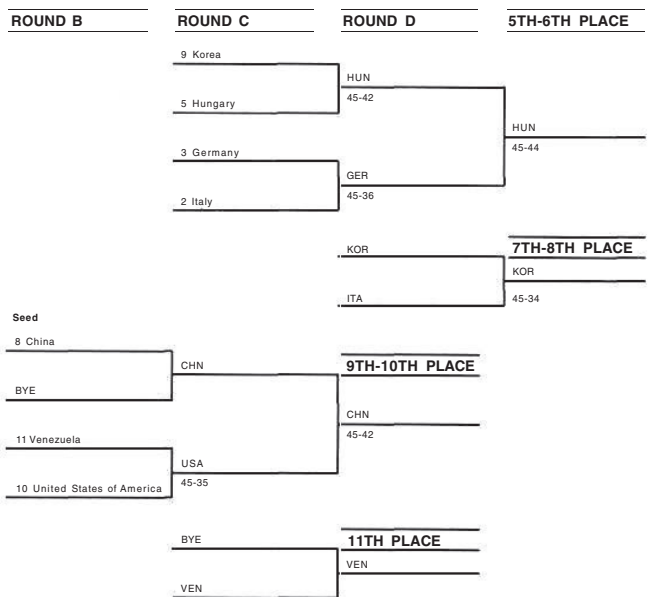 ROUND B
ROUND C
ROUND D
5TH-6TH PLACE
9 Korea
HUN
45-42
5 Hungary
HUN
45-44
3 Germany
GER
45-36
2 Italy
KOR
7TH-8TH PLACE
KOR
ITA
45-34
Seed
8 China
CHN
9TH-10TH PLACE
BYE
CHN
45-42
11 Venezuela
USA
45-35
10 United States of America
BYE
11TH PLACE
VEN
VEN